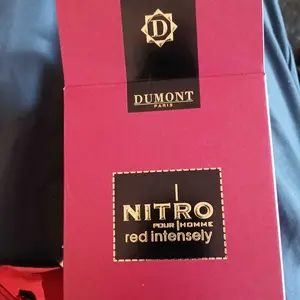 D
DUMONT
PARIS
NITRO
POUR HOMME
red intensely